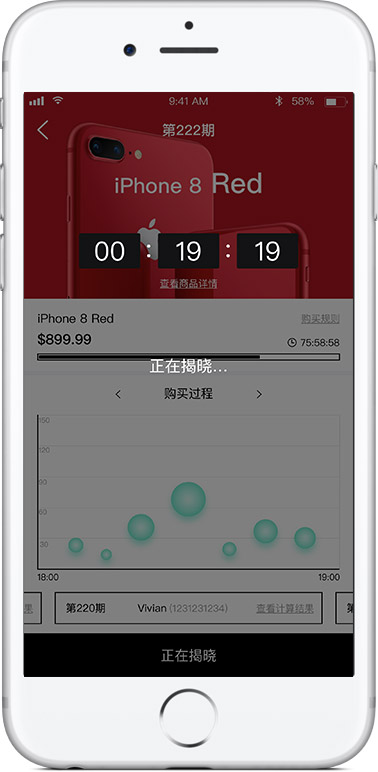 9:41 AM 58%
第222期
iPhone 8 Red
00 : 19 : 19
查看商品详情
iPhone 8 Red 购买规则
$899.99 75:58:58
正在揭晓...
购买过程
150
120
90
60
30
18:00 19:00
果 第220期 Vivian (1231231234) 查看计算结果
正在揭晓